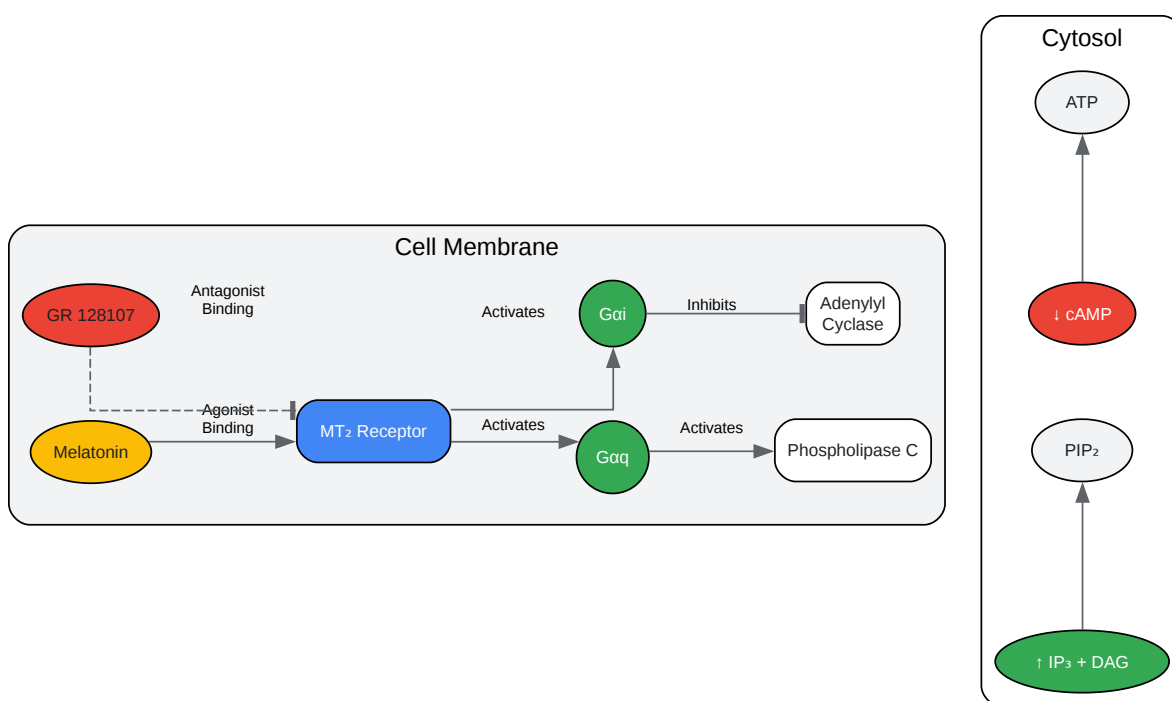 Cytosol
ATP
Cell Membrane
GR 128107
Antagonist
Binding
Activates
Gαi
Inhibits
Adenylyl
Cyclase
↓ cAMP
Melatonin
Agonist
Binding
MT₂ Receptor
Activates
Gαq
Activates
Phospholipase C
PIP₂
↑ IP₃ + DAG